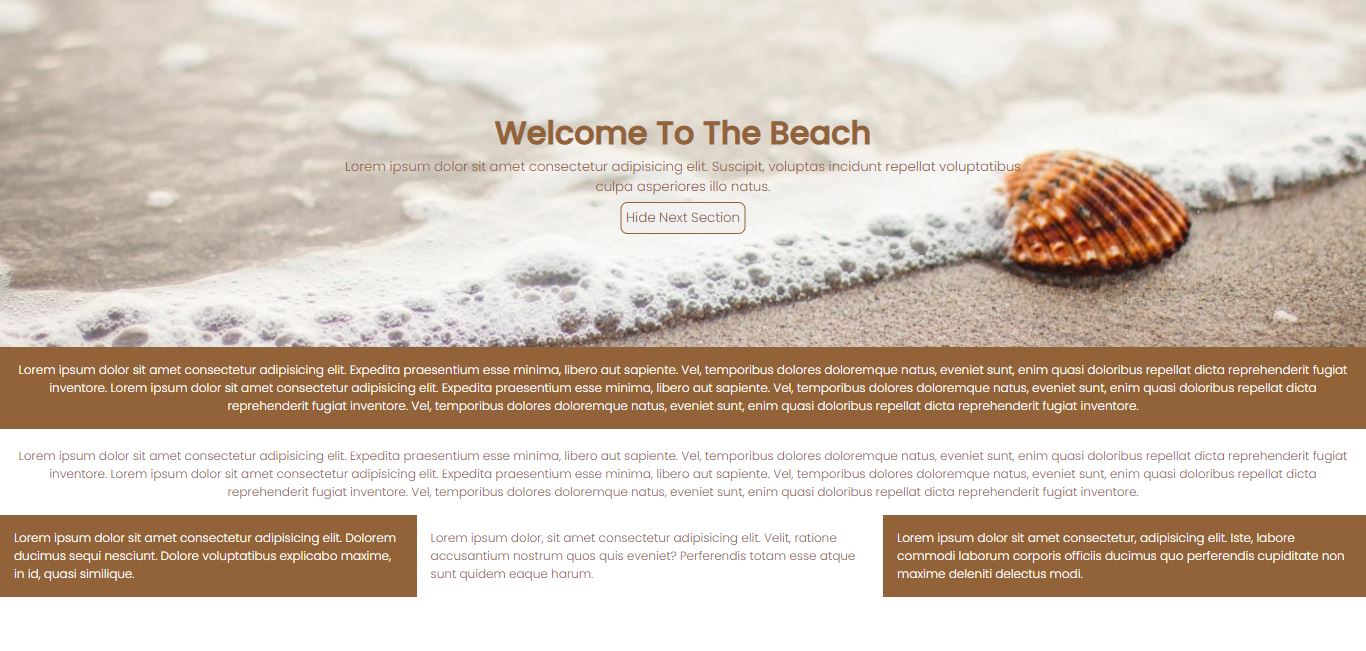 Welcome To The Beach
Lorem ipsum dolor sit amet consectetur adipisicing elit. Suscipit, voluptas incidunt repellat voluptatibus
culpa asperiores illo natus.
Hide Next Section
Lorem ipsum dolor sit amet consectetur adipisicing elit. Expedita praesentium esse minima, libero aut sapiente. Vel, temporibus dolores doloremque natus, eveniet sunt, enim quasi doloribus repellat dicta reprehenderit fugiat
inventore. Lorem ipsum dolor sit amet consectetur adipisicing elit. Expedita praesentium esse minima, libero aut sapiente. Vel, temporibus dolores doloremque natus, eveniet sunt, enim quasi doloribus repellat dicta
reprehenderit fugiat inventore. Vel, temporibus dolores doloremque natus, eveniet sunt, enim quasi doloribus repellat dicta reprehenderit fugiat inventore.
Lorem ipsum dolor sit amet consectetur adipisicing elit. Expedita praesentium esse minima, libero aut sapiente. Vel, temporibus dolores doloremque natus, eveniet sunt, enim quasi doloribus repellat dicta reprehenderit fugiat
inventore. Lorem ipsum dolor sit amet consectetur adipisicing elit. Expedita praesentium esse minima, libero aut sapiente. Vel, temporibus dolores doloremque natus, eveniet sunt, enim quasi doloribus repellat dicta
reprehenderit fugiat inventore. Vel, temporibus dolores doloremque natus, eveniet sunt, enim quasi doloribus repellat dicta reprehenderit fugiat inventore.
Lorem ipsum dolor sit amet consectetur adipisicing elit. Dolorem
ducimus sequi nesciunt. Dolore voluptatibus explicabo maxime,
in id, quasi similique.
Lorem ipsum dolor, sit amet consectetur adipisicing elit. Velit, ratione
accusantium nostrum quos quis eveniet? Perferendis totam esse atque
sunt quidem eaque harum.
Lorem ipsum dolor sit amet consectetur, adipisicing elit. Iste, labore
commodi laborum corporis officiis ducimus quo perferendis cupiditate non
maxime deleniti delectus modi.